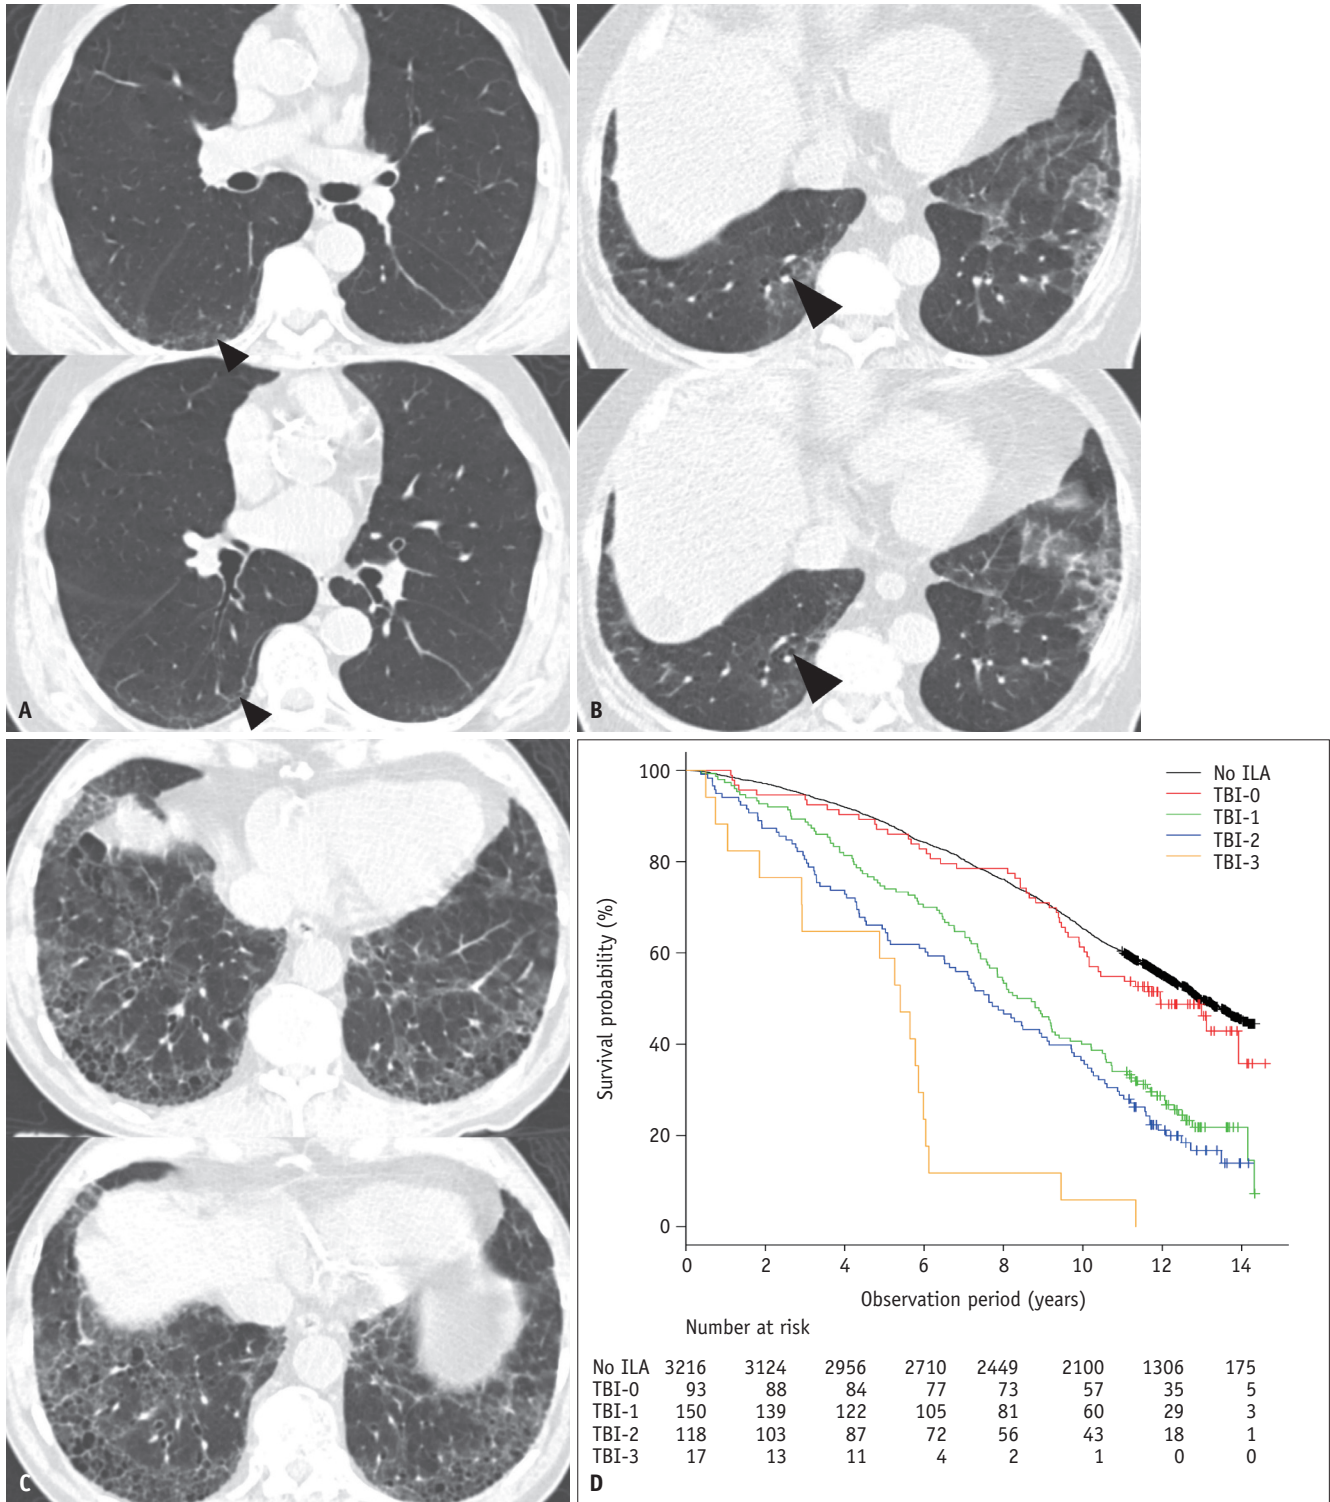 A
B
C
100
80
60
40
20
0
Survival probability (%)
No ILA
TBI-0
TBI-1
TBI-2
TBI-3
0 2 4 6 8 10 12 14
Observation period (years)
Number at risk
No ILA 3216 3124 2956 2710 2449 2100 1306 175
TBI-0 93 88 84 77 73 57 35 5
TBI-1 150 139 122 105 81 60 29 3
TBI-2 118 103 87 72 56 43 18 1
TBI-3 17 13 11 4 2 1 0 0
D